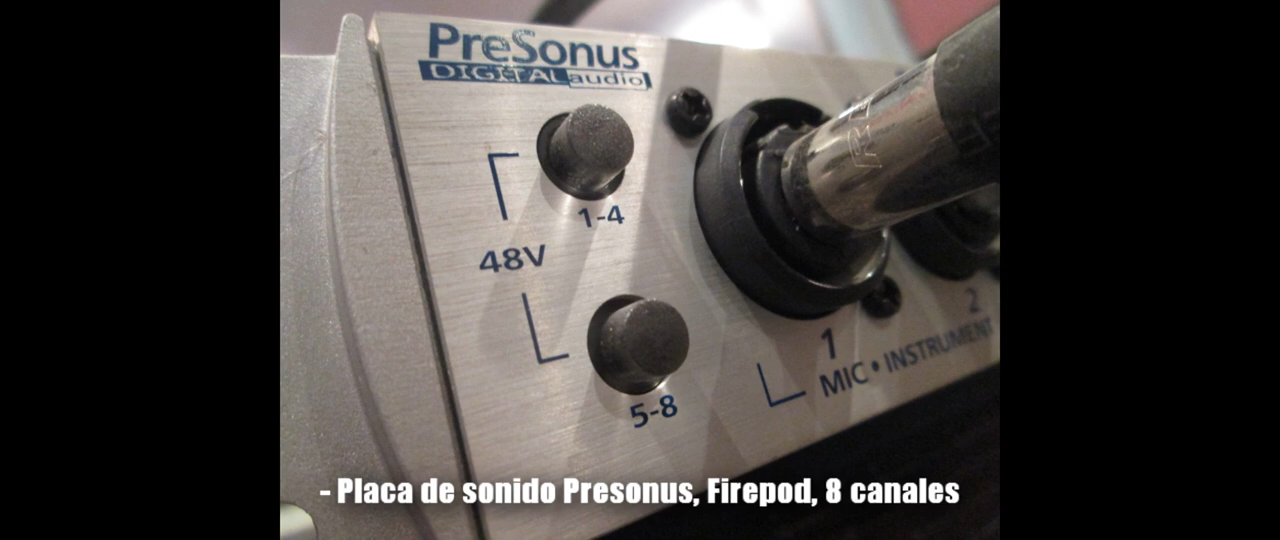 PreSonus
DIGITAL audio
1-4
48V
5-8
1
2
MIC • INSTRUMENT
- Placa de sonido Presonus, Firepod, 8 canales